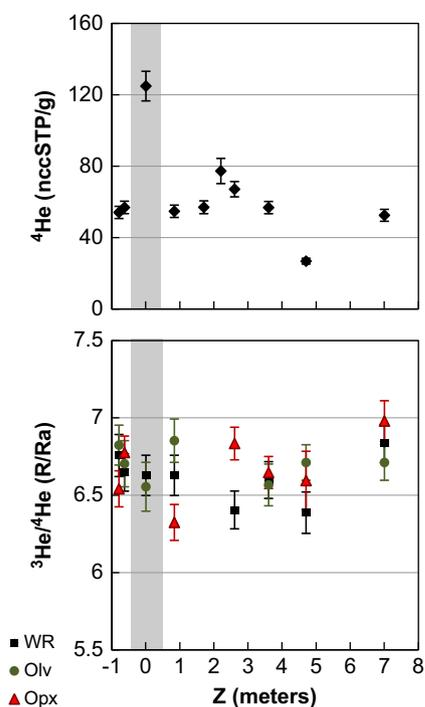 160
120
80
40
0
⁴He (nccSTP/g)
7.5
7
6.5
6
5.5
³He/⁴He (R/Ra)
-1 0 1 2 3 4 5 6 7 8
Z (meters)
WR
Olv
Opx